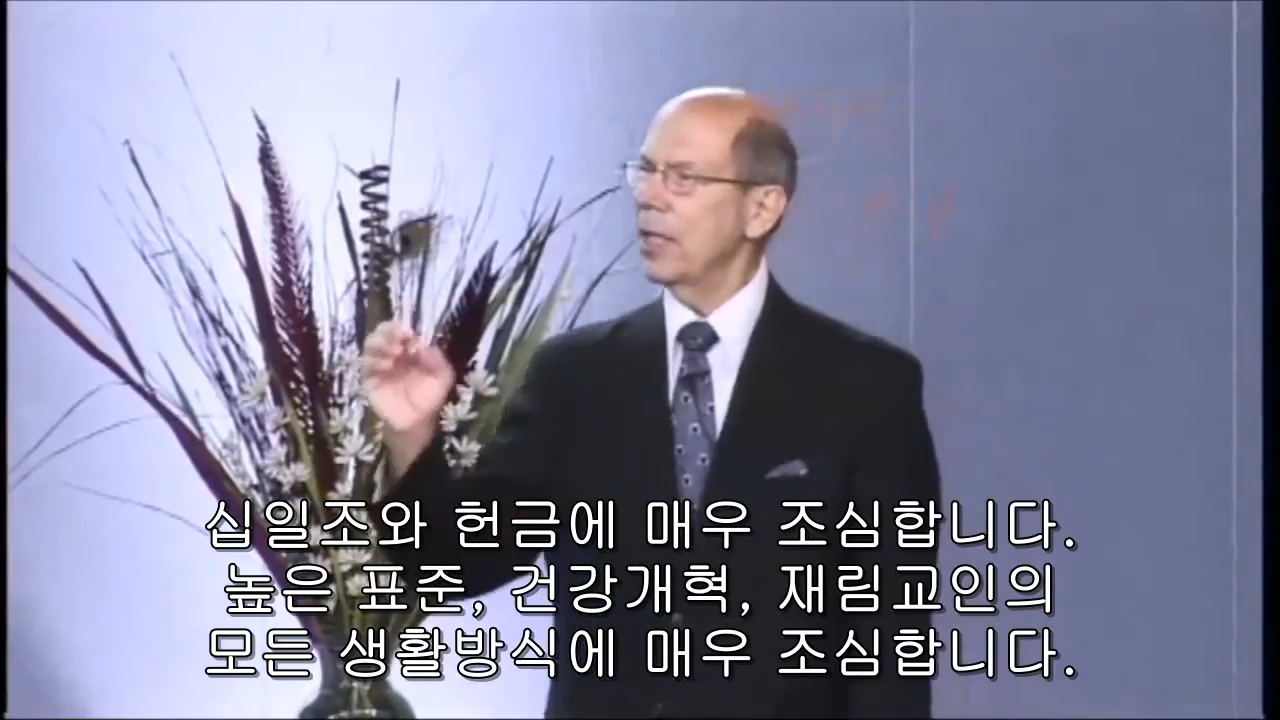 십일조와 헌금에 매우 조심합니다.
높은 표준, 건강개혁, 재림교인의
모든 생활방식에 매우 조심합니다.